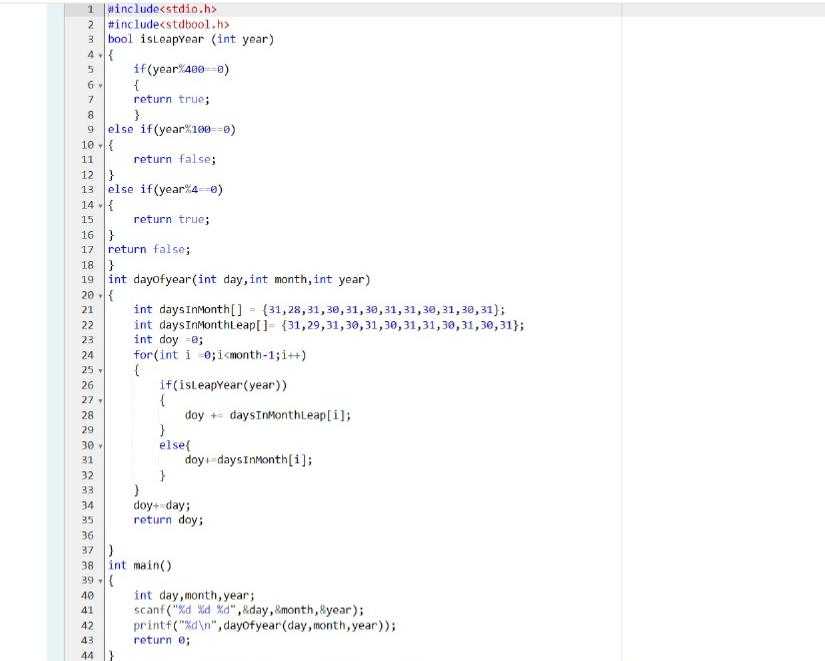 1 #include<stdio.h>
2 #include<stdbool.h>
3 bool isLeapYear (int year)
4 {
5 if(year%400==0)
6 {
7 return true;
8 }
9 else if(year%100==0)
10 {
11 return false;
12 }
13 else if(year%4==0)
14 {
15 return true;
16 }
17 return false;
18 }
19 int dayOfyear(int day,int month,int year)
20 {
21 int daysInMonth[] = {31,28,31,30,31,30,31,31,30,31,30,31};
22 int daysInMonthLeap[]= {31,29,31,30,31,30,31,31,30,31,30,31};
23 int doy =0;
24 for(int i =0;i<month-1;i++)
25 {
26 if(isLeapYear(year))
27 {
28 doy += daysInMonthLeap[i];
29 }
30 else{
31 doy+=daysInMonth[i];
32 }
33 }
34 doy+=day;
35 return doy;
36
37 }
38 int main()
39 {
40 int day,month,year;
41 scanf("%d %d %d",&day,&month,&year);
42 printf("%d\n",dayOfyear(day,month,year));
43 return 0;
44 }